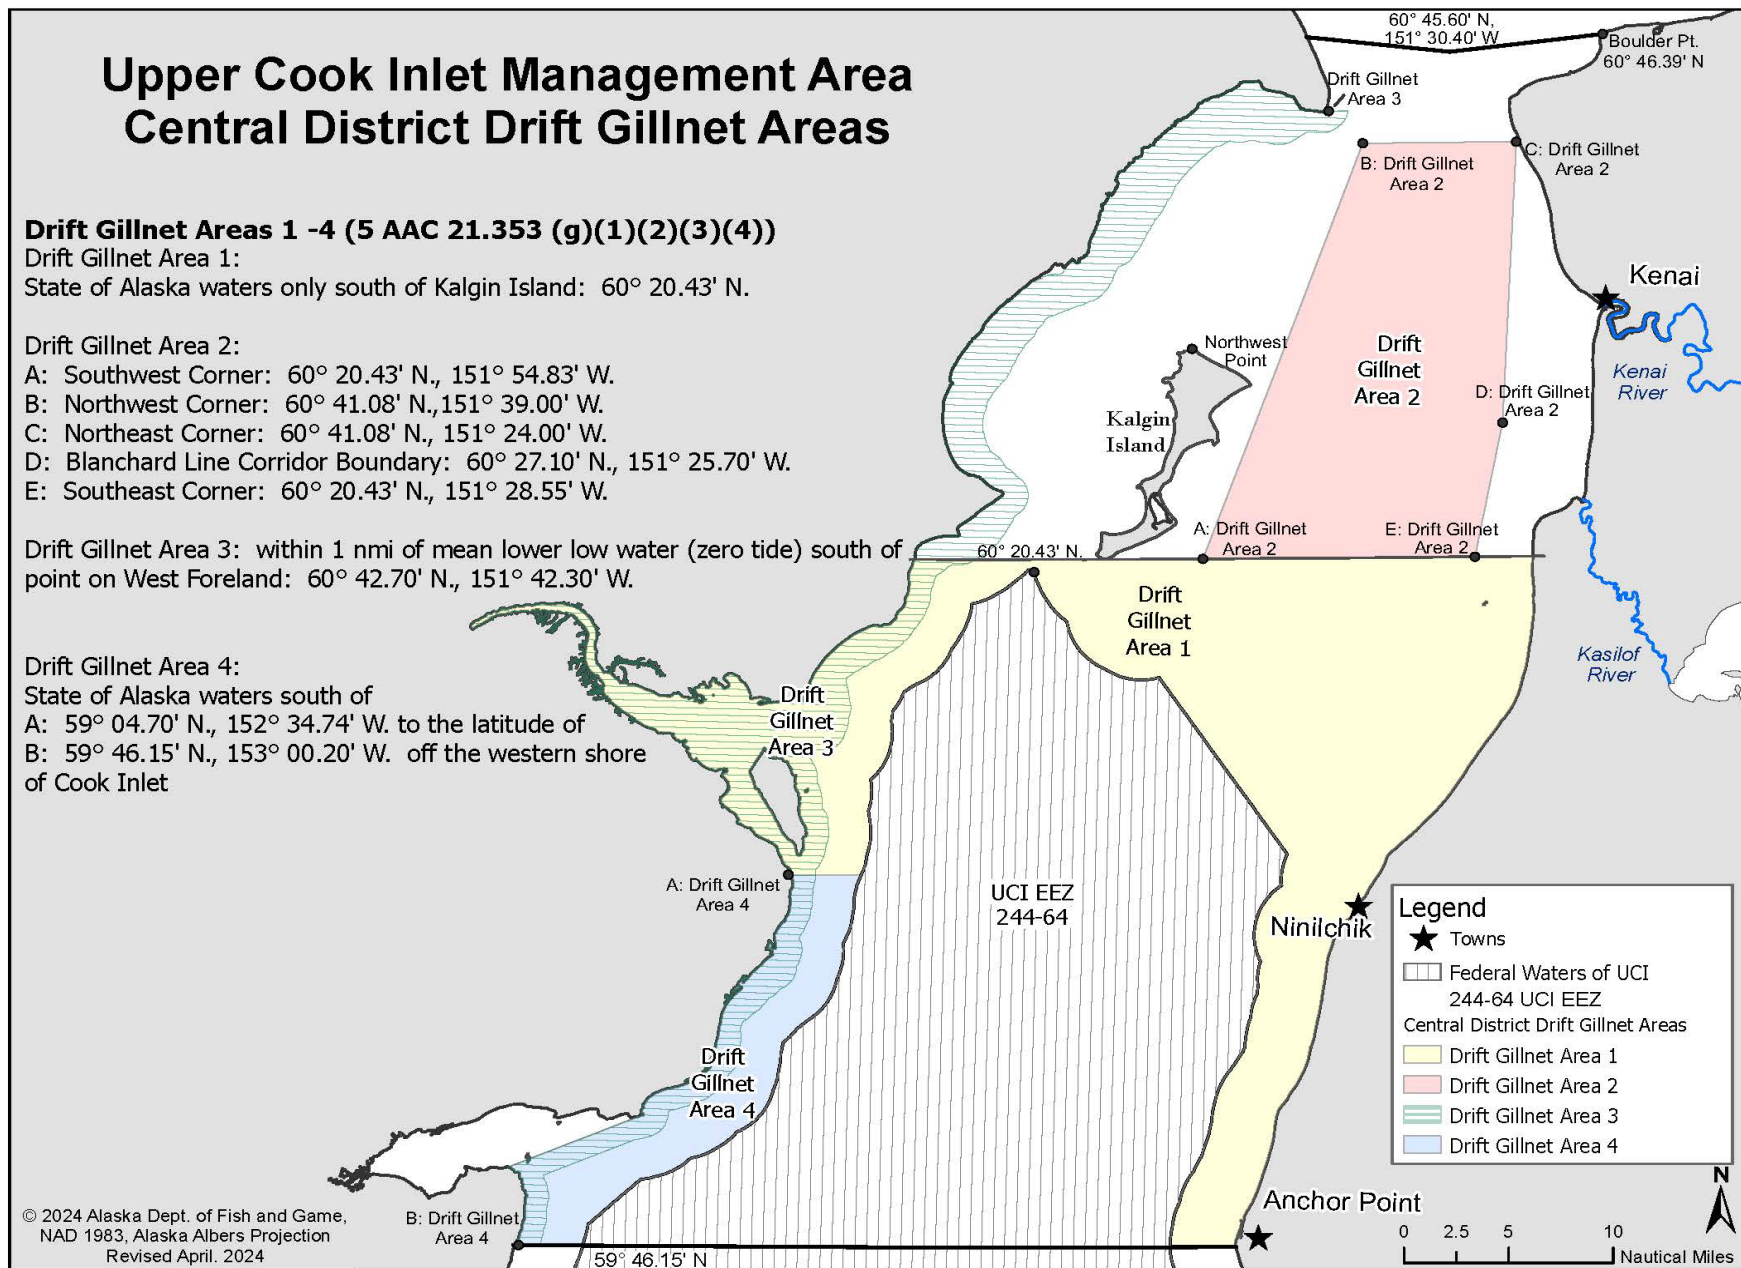 Upper Cook Inlet Management Area
Central District Drift Gillnet Areas
Drift Gillnet Areas 1 -4 (5 AAC 21.353 (g)(1)(2)(3)(4))
Drift Gillnet Area 1:
State of Alaska waters only south of Kalgin Island:  60° 20.43' N.
Drift Gillnet Area 2:
A:  Southwest Corner:  60° 20.43' N., 151° 54.83' W.
B:  Northwest Corner:  60° 41.08' N.,151° 39.00' W.
C:  Northeast Corner:  60° 41.08' N., 151° 24.00' W.
D:  Blanchard Line Corridor Boundary:  60° 27.10' N., 151° 25.70' W.
E:  Southeast Corner:  60° 20.43' N., 151° 28.55' W.
Drift Gillnet Area 3:  within 1 nmi of mean lower low water (zero tide) south of
point on West Foreland:  60° 42.70' N., 151° 42.30' W.
Drift Gillnet Area 4:
State of Alaska waters south of
A:  59° 04.70' N., 152° 34.74' W. to the latitude of
B:  59° 46.15' N., 153° 00.20' W.  off the western shore
of Cook Inlet
60° 45.60' N,
151° 30.40' W
Boulder Pt.
60° 46.39' N
Drift Gillnet
Area 3
B: Drift Gillnet
Area 2
C: Drift Gillnet
Area 2
Kenai
Kenai
River
Northwest
Point
Drift
Gillnet
Area 2
D: Drift Gillnet
Area 2
Kalgin
Island
A: Drift Gillnet
Area 2
E: Drift Gillnet
Area 2
60° 20.43' N.
Drift
Gillnet
Area 1
Kasilof
River
Drift
Gillnet
Area 3
A: Drift Gillnet
Area 4
UCI EEZ
244-64
Ninilchik
Drift
Gillnet
Area 4
B: Drift Gillnet
Area 4
59° 46.15' N
Anchor Point
Legend
Towns
Federal Waters of UCI
244-64 UCI EEZ
Central District Drift Gillnet Areas
Drift Gillnet Area 1
Drift Gillnet Area 2
Drift Gillnet Area 3
Drift Gillnet Area 4
N
0 2.5 5 10
Nautical Miles
© 2024 Alaska Dept. of Fish and Game,
NAD 1983, Alaska Albers Projection
Revised April. 2024